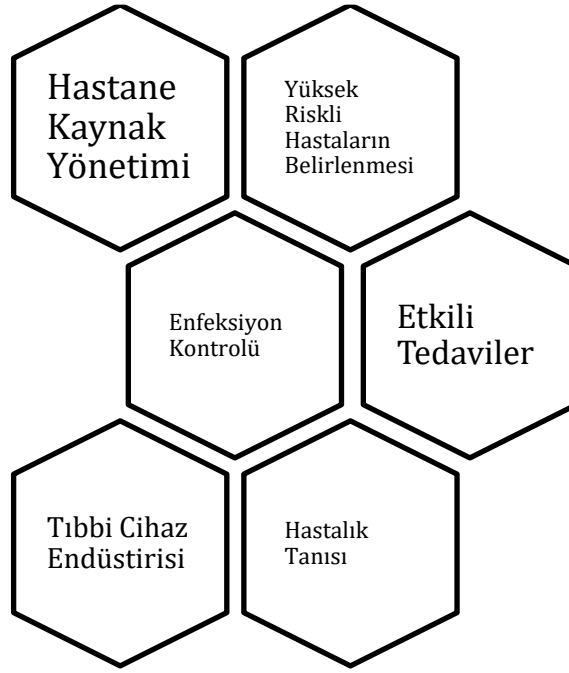 Hastane
Kaynak
Yönetimi
Yüksek
Riskli
Hastaların
Belirlenmesi
Enfeksiyon
Kontrolü
Etkili
Tedaviler
Tıbbi Cihaz
Endüstirisi
Hastalık
Tanısı